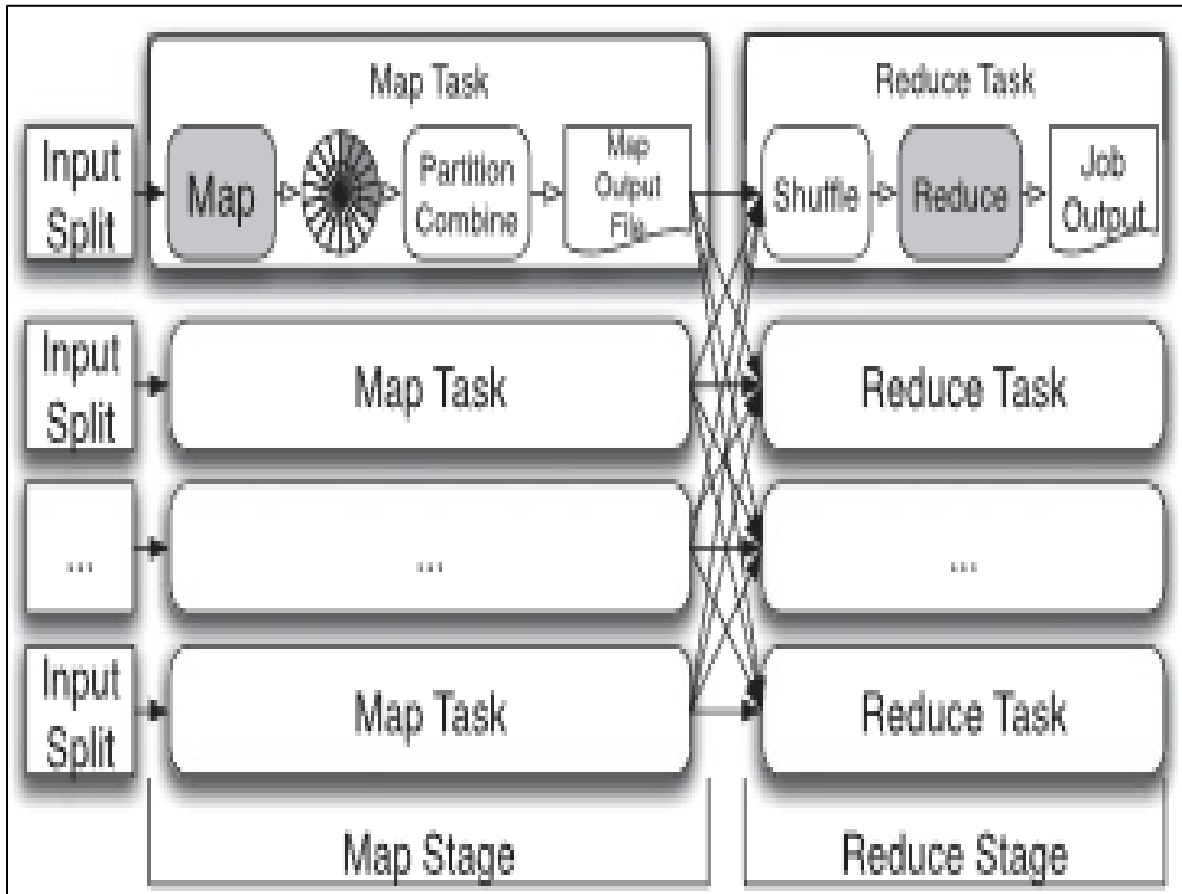 Map Task
Reduce Task
Input
Split
Map
Partition
Combine
Map
Output
File
Shuffle
Reduce
Job
Output
Input
Split
Map Task
Reduce Task
...
...
...
Input
Split
Map Task
Reduce Task
Map Stage
Reduce Stage